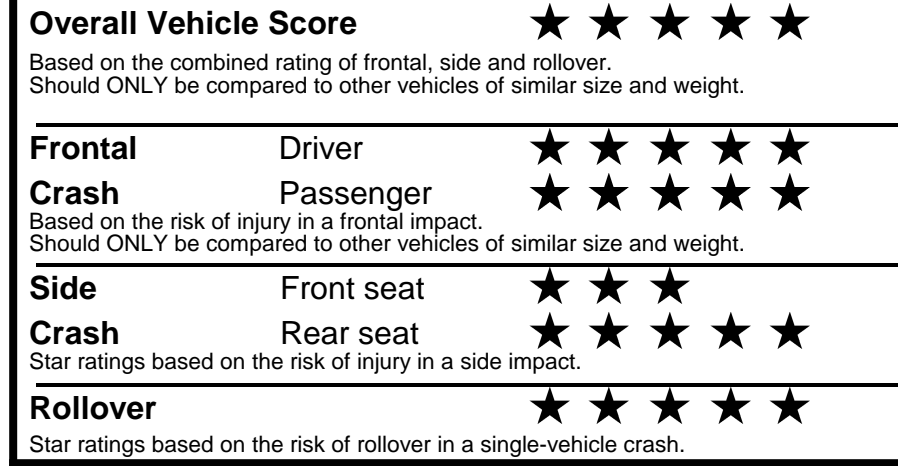 Overall Vehicle Score ★ ★ ★ ★ ★
Based on the combined rating of frontal, side and rollover.
Should ONLY be compared to other vehicles of similar size and weight.
Frontal Driver ★ ★ ★ ★ ★
Crash Passenger ★ ★ ★ ★ ★
Based on the risk of injury in a frontal impact.
Should ONLY be compared to other vehicles of similar size and weight.
Side Front seat ★ ★ ★
Crash Rear seat ★ ★ ★ ★ ★
Star ratings based on the risk of injury in a side impact.
Rollover ★ ★ ★ ★ ★
Star ratings based on the risk of rollover in a single-vehicle crash.